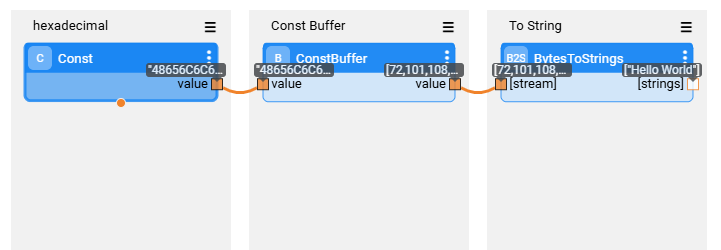 hexadecimal
C Const
"48656C6C6...
value
Const Buffer
B ConstBuffer
"48656C6C6...
[72,101,108,...
value
value
To String
B2S BytesToStrings
[72,101,108,...
["Hello World"]
[stream]
[strings]